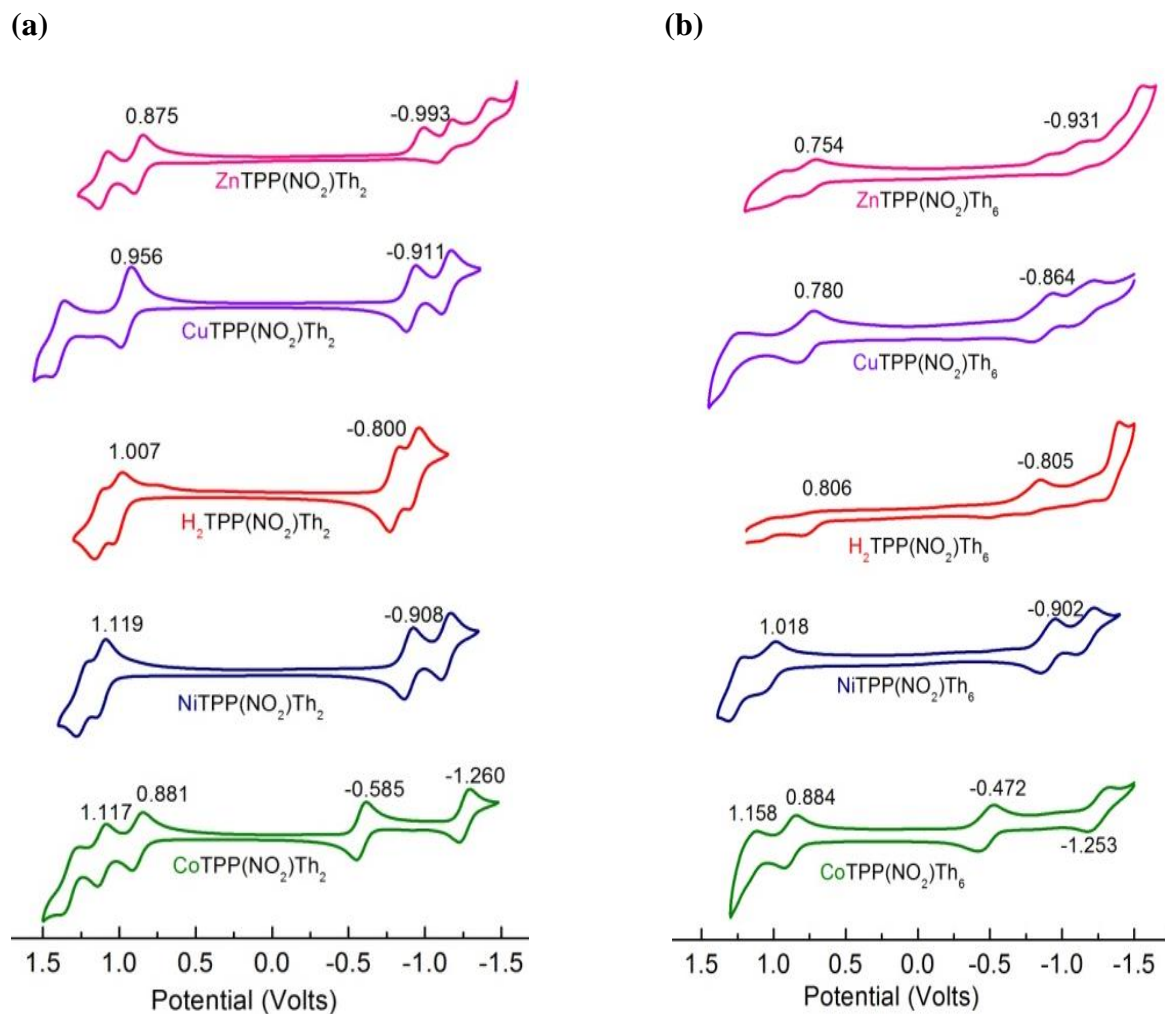 (a)
0.875
-0.993
ZnTPP(NO₂)Th₂
0.956
-0.911
CuTPP(NO₂)Th₂
1.007
-0.800
H₂TPP(NO₂)Th₂
1.119
-0.908
NiTPP(NO₂)Th₂
1.117
0.881
-0.585
-1.260
CoTPP(NO₂)Th₂
1.5 1.0 0.5 0.0 -0.5 -1.0 -1.5
Potential (Volts)
(b)
0.754
-0.931
ZnTPP(NO₂)Th₆
0.780
-0.864
CuTPP(NO₂)Th₆
0.806
-0.805
H₂TPP(NO₂)Th₆
1.018
-0.902
NiTPP(NO₂)Th₆
1.158
0.884
-0.472
-1.253
CoTPP(NO₂)Th₆
1.5 1.0 0.5 0.0 -0.5 -1.0 -1.5
Potential (Volts)